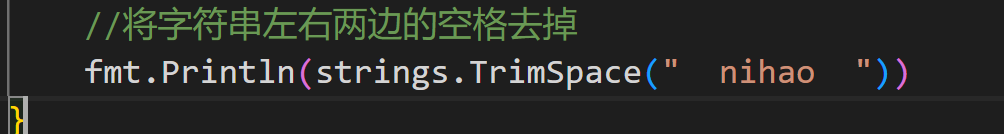 //将字符串左右两边的空格去掉
fmt.Println(strings.TrimSpace("  nihao  "))
}